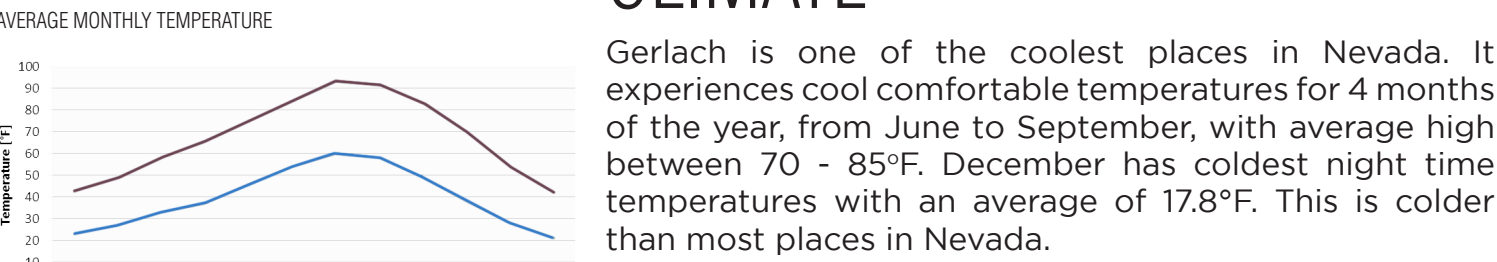 AVERAGE MONTHLY TEMPERATURE
100
90
80
70
60
50
40
30
20
10
Temperature [°F]
CLIMATE
Gerlach is one of the coolest places in Nevada. It
experiences cool comfortable temperatures for 4 months
of the year, from June to September, with average high
between 70 - 85°F. December has coldest night time
temperatures with an average of 17.8°F. This is colder
than most places in Nevada.